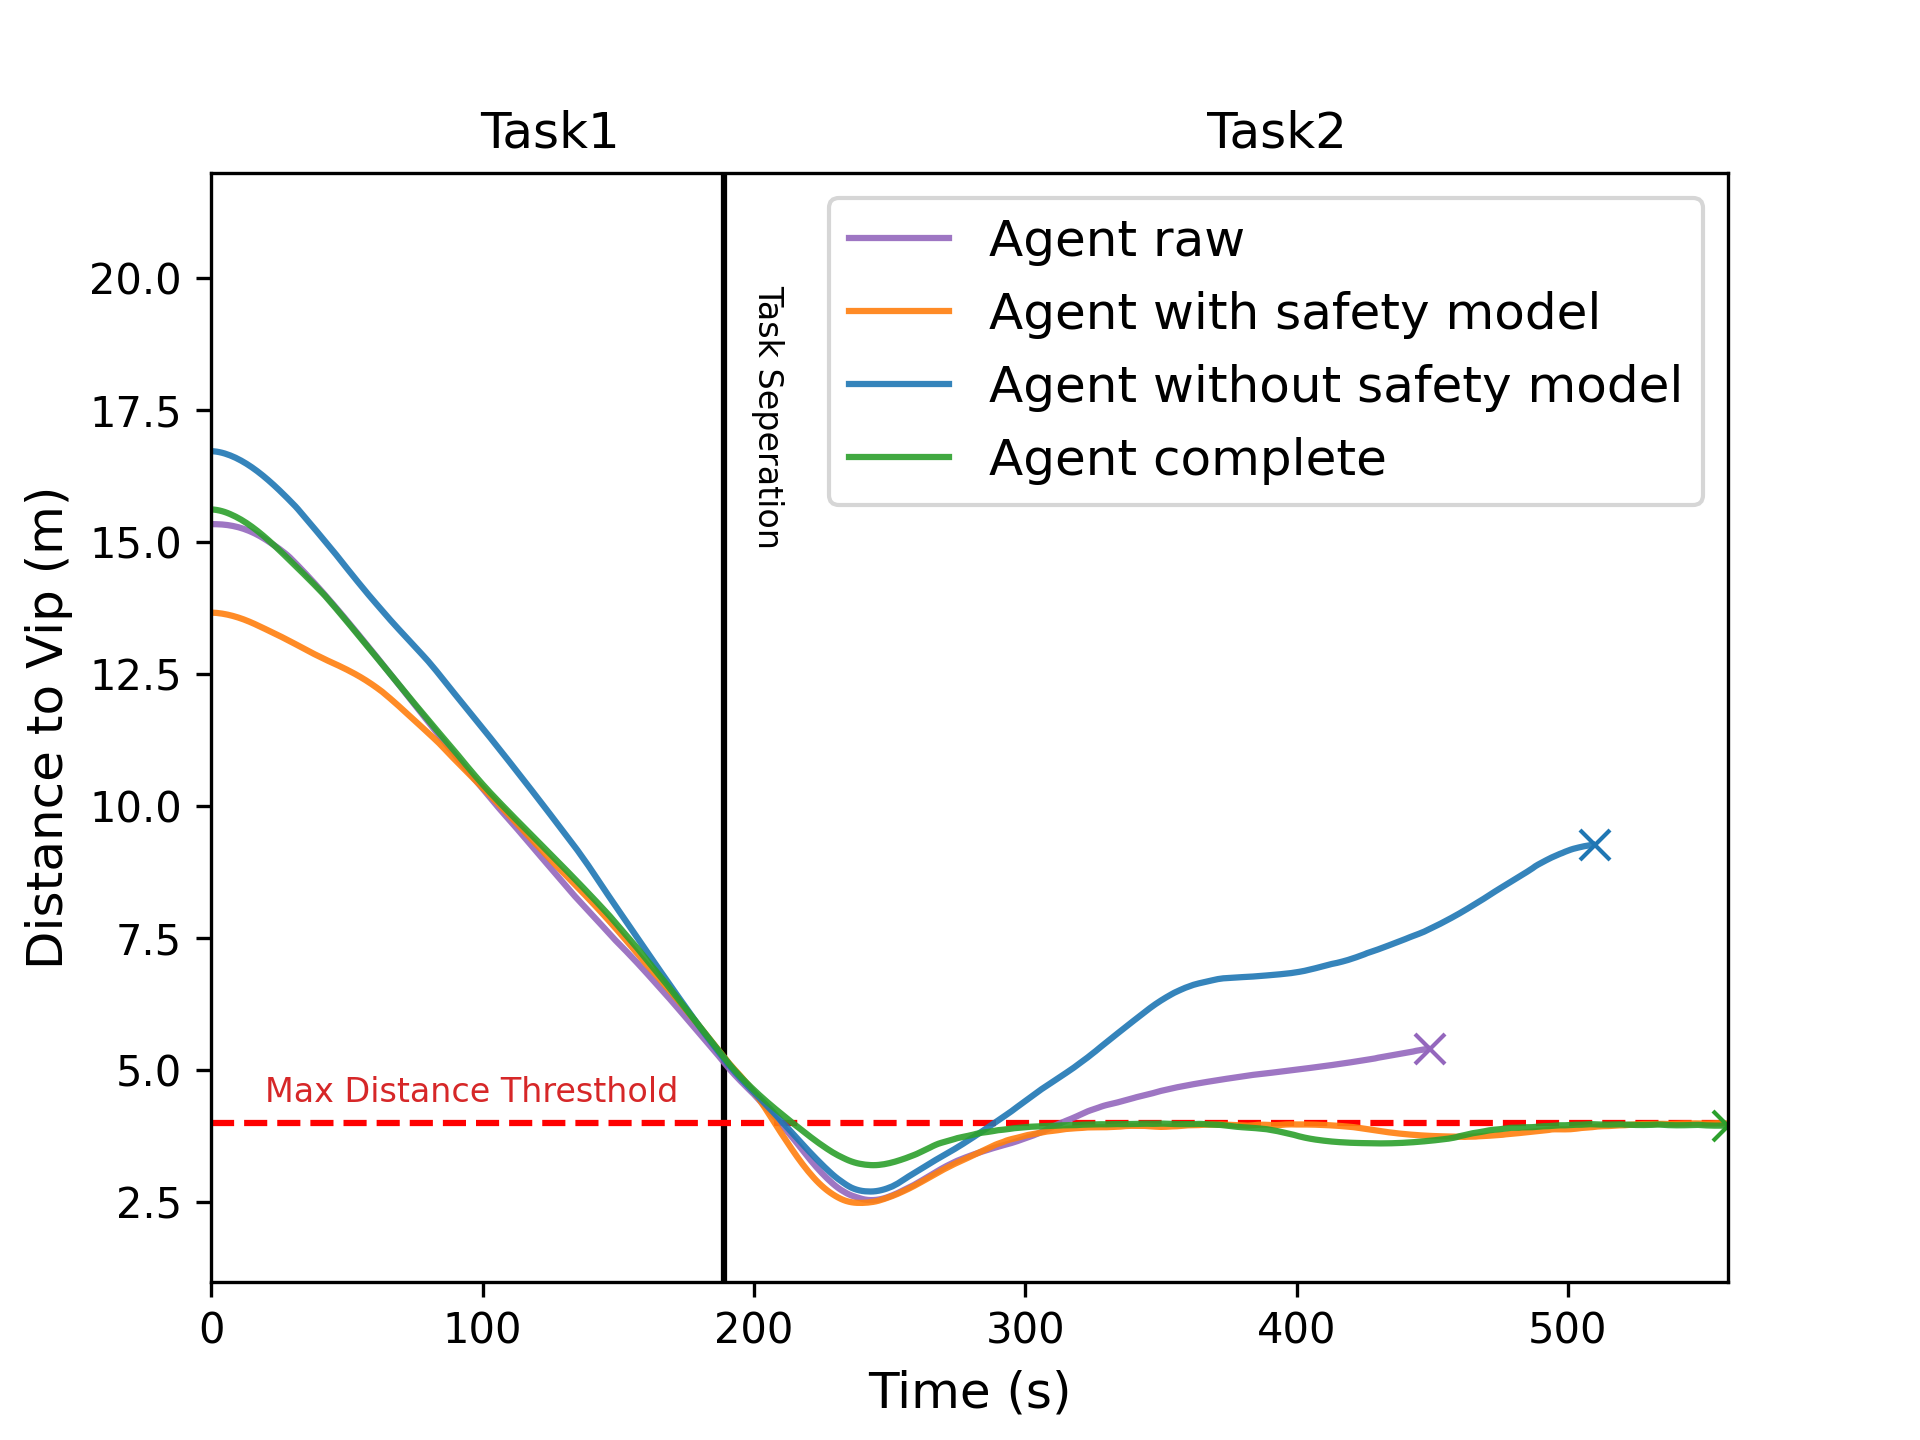 Task1
Task2
Agent raw
Agent with safety model
Agent without safety model
Agent complete
Task Seperation
Max Distance Thresthold
Distance to Vip (m)
20.0
17.5
15.0
12.5
10.0
7.5
5.0
2.5
0
100
200
300
400
500
Time (s)